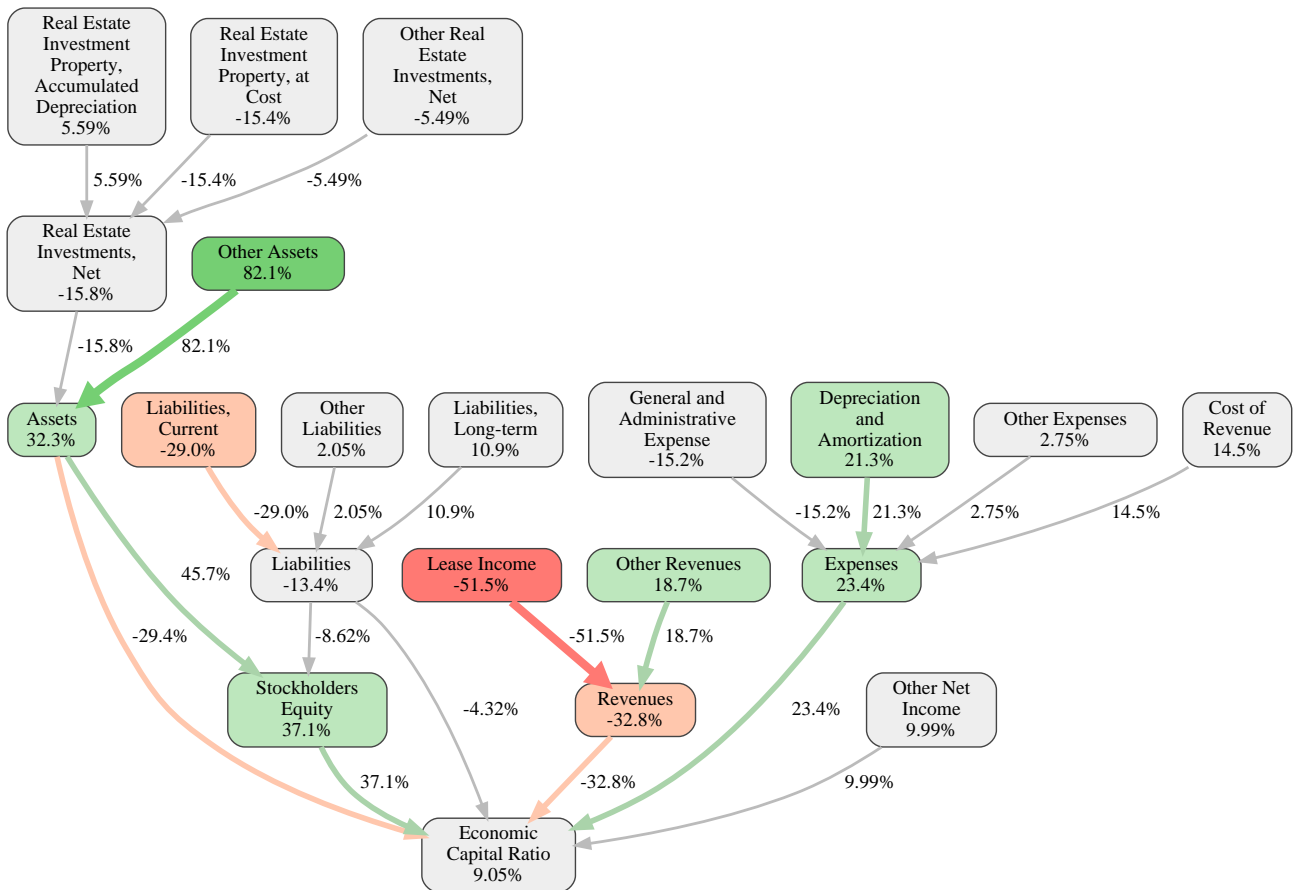 Real Estate
Investment
Property,
Accumulated
Depreciation
5.59%
Real Estate
Investment
Property, at
Cost
-15.4%
Other Real
Estate
Investments,
Net
-5.49%
5.59%
-15.4%
-5.49%
Real Estate
Investments,
Net
-15.8%
Other Assets
82.1%
-15.8%
82.1%
Assets
32.3%
Liabilities,
Current
-29.0%
Other
Liabilities
2.05%
Liabilities,
Long-term
10.9%
General and
Administrative
Expense
-15.2%
Depreciation
and
Amortization
21.3%
Other Expenses
2.75%
Cost of
Revenue
14.5%
-29.0%
2.05%
10.9%
-15.2%
21.3%
2.75%
14.5%
45.7%
Liabilities
-13.4%
Lease Income
-51.5%
Other Revenues
18.7%
Expenses
23.4%
-29.4%
-8.62%
-51.5%
18.7%
Stockholders
Equity
37.1%
-4.32%
Revenues
-32.8%
23.4%
Other Net
Income
9.99%
37.1%
-32.8%
9.99%
Economic
Capital Ratio
9.05%